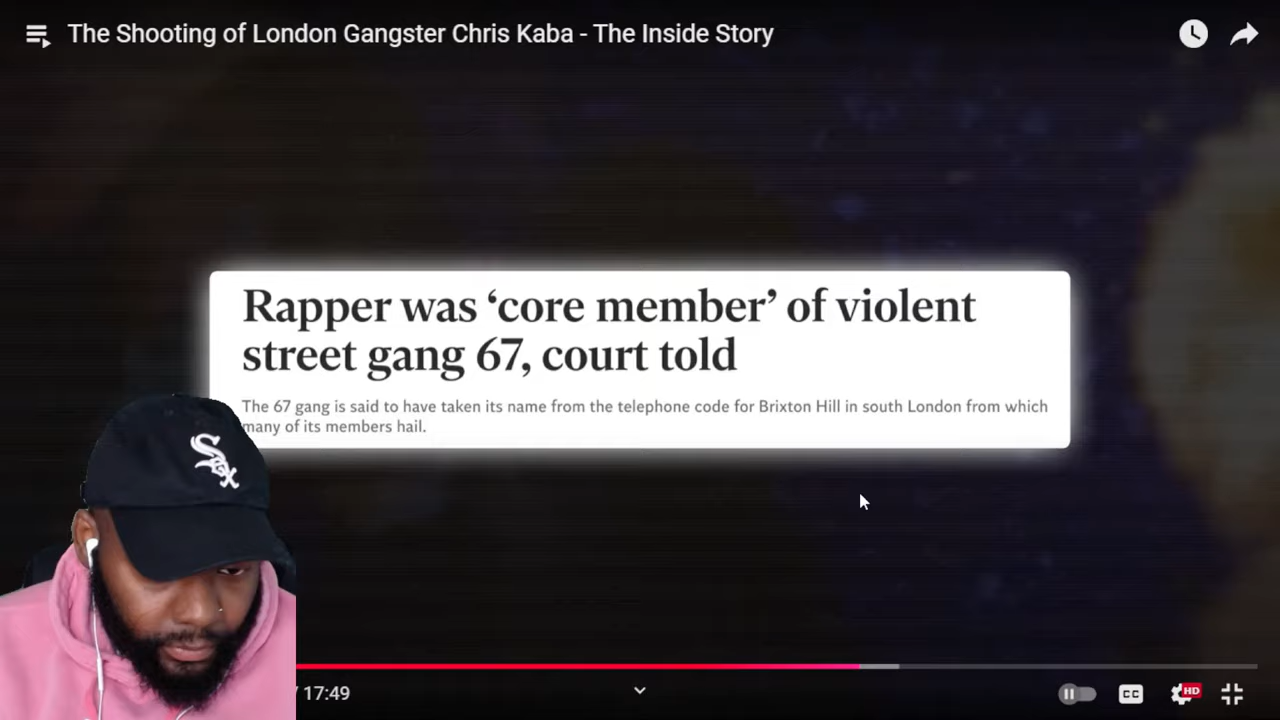 The Shooting of London Gangster Chris Kaba - The Inside Story
Rapper was ‘core member’ of violent
street gang 67, court told
The 67 gang is said to have taken its name from the telephone code for Brixton Hill in south London from which
many of its members hail.
Sox
/ 17:49
CC
HD